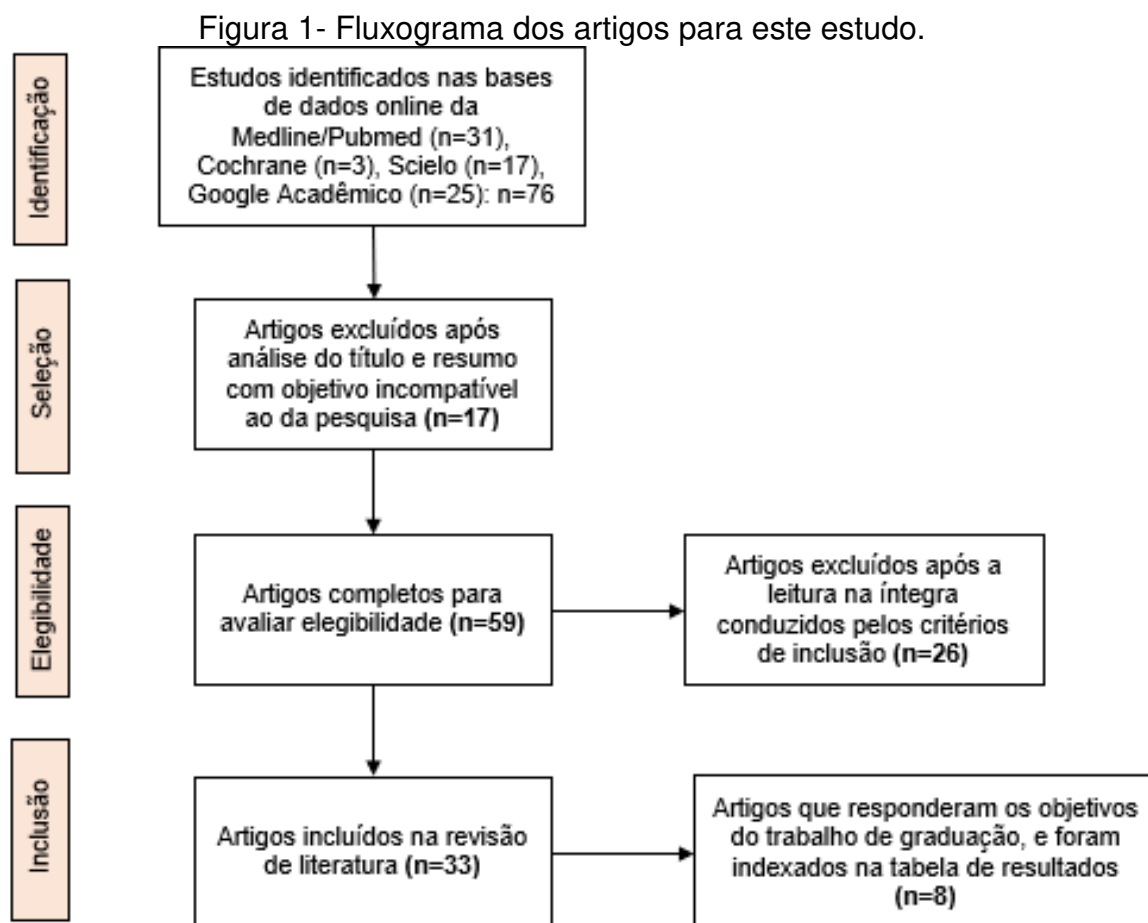 Figura 1- Fluxograma dos artigos para este estudo.
Identificação
Estudos identificados nas bases
de dados online da
Medline/Pubmed (n=31),
Cochrane (n=3), Scielo (n=17),
Google Acadêmico (n=25): n=76
Seleção
Artigos excluídos após
análise do título e resumo
com objetivo incompatível
ao da pesquisa (n=17)
Elegibilidade
Artigos completos para
avaliar elegibilidade (n=59)
Artigos excluídos após a
leitura na íntegra
conduzidos pelos critérios
de inclusão (n=26)
Inclusão
Artigos incluídos na revisão
de literatura (n=33)
Artigos que responderam os objetivos
do trabalho de graduação, e foram
indexados na tabela de resultados
(n=8)